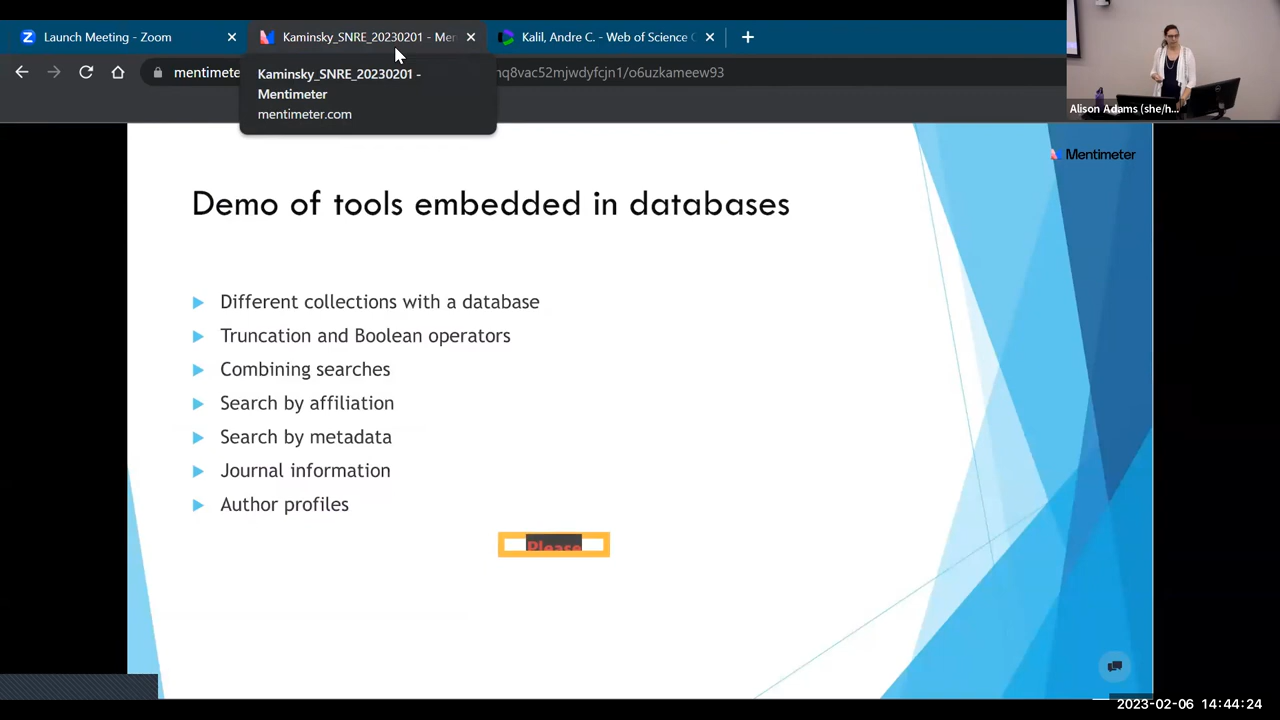 Launch Meeting - Zoom
Kaminsky_SNRE_20230201 - Men
Kalil, Andre C. - Web of Science C
mentimete
nq8vac52mjwdyfcjn1/o6uzkameew93
Kaminsky_SNRE_20230201 -
Mentimeter
mentimeter.com
Alison Adams (she/h...
Mentimeter
Demo of tools embedded in databases
Different collections with a database
Truncation and Boolean operators
Combining searches
Search by affiliation
Search by metadata
Journal information
Author profiles
Please
2023-02-06 14:44:24